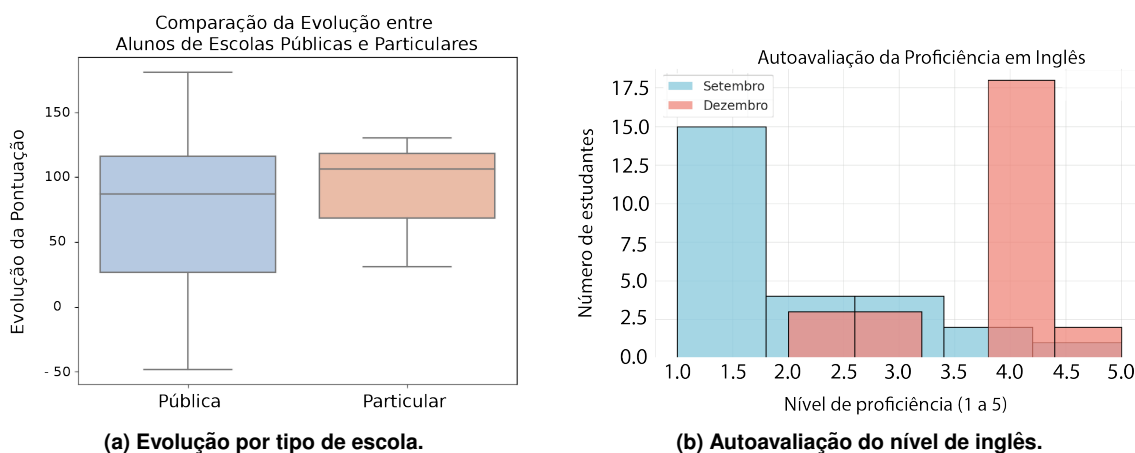 Comparação da Evolução entre
Alunos de Escolas Públicas e Particulares
Evolução da Pontuação
150
100
50
0
- 50
Pública
Particular
(a) Evolução por tipo de escola.
Autoavaliação da Proficiência em Inglês
Setembro
Dezembro
Número de estudantes
17.5
15.0
12.5
10.0
7.5
5.0
2.5
0.0
1.0 1.5 2.0 2.5 3.0 3.5 4.0 4.5 5.0
Nível de proficiência (1 a 5)
(b) Autoavaliação do nível de inglês.